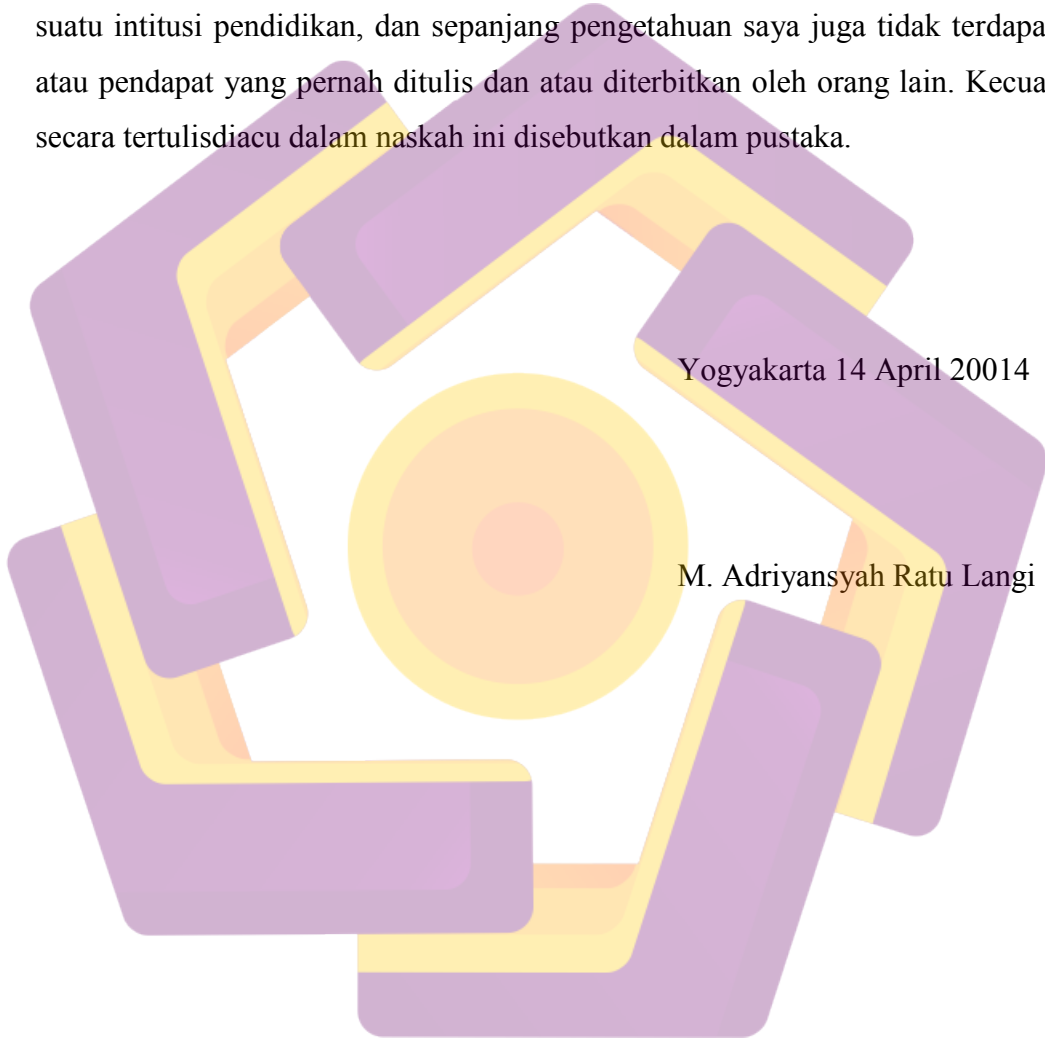 suatu intitusi pendidikan, dan sepanjang pengetahuan saya juga tidak terdapa
atau pendapat yang pernah ditulis dan atau diterbitkan oleh orang lain. Kecua
secara tertulisdiacu dalam naskah ini disebutkan dalam pustaka.
Yogyakarta 14 April 20014
M. Adriyansyah Ratu Langi